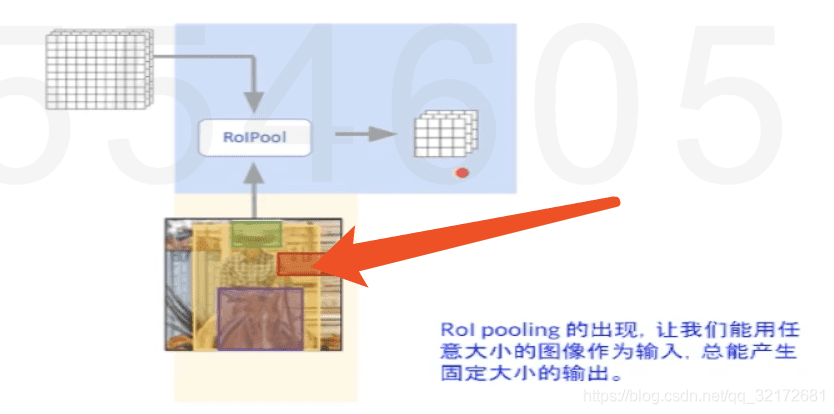 554605
RoIPool
RoI pooling 的出现, 让我们能用任
意大小的图像作为输入, 总能产生
固定大小的输出。
https://blog.csdn.net/qq_32172681